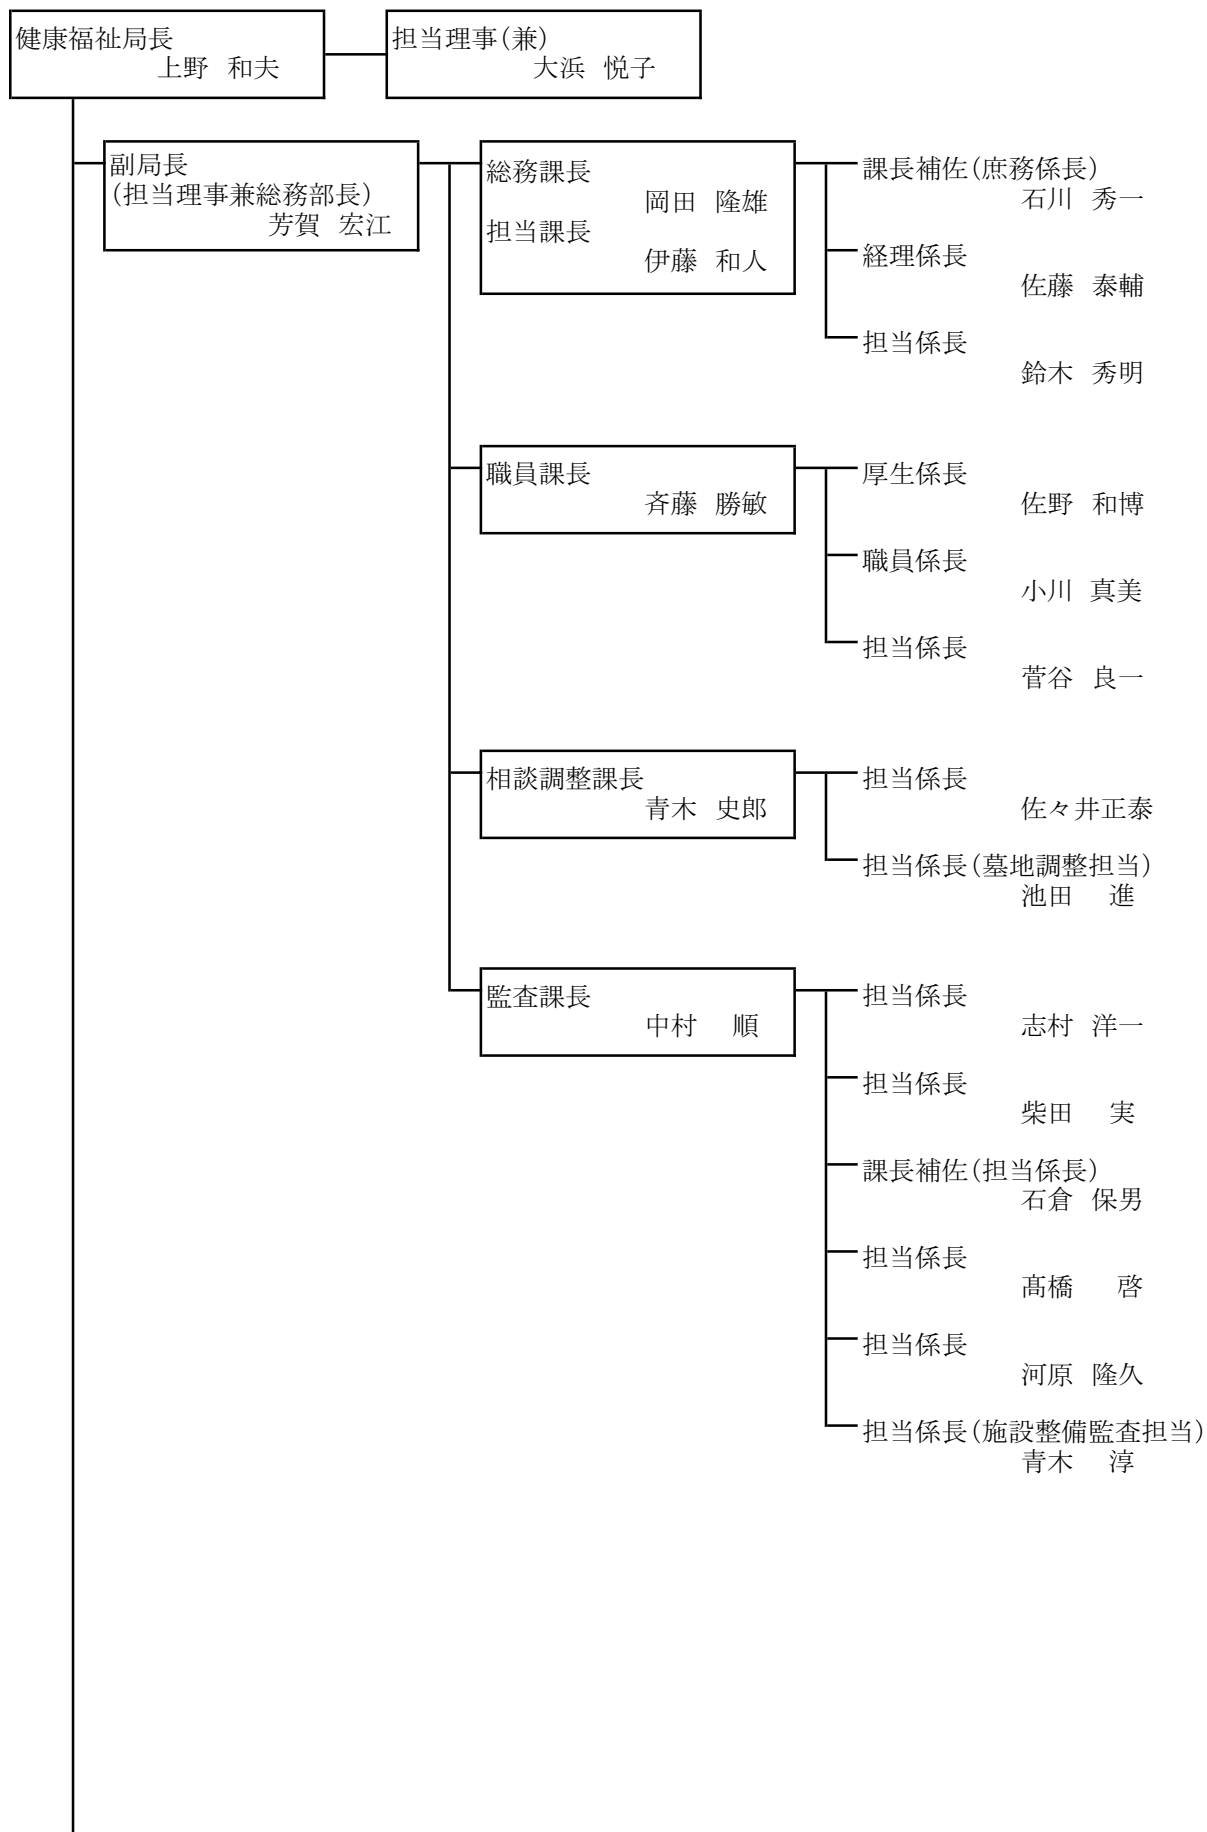 健康福祉局長
上野 和夫
担当理事(兼)
大浜 悦子
副局長
(担当理事兼総務部長)
芳賀 宏江
総務課長
岡田 隆雄
担当課長
伊藤 和人
課長補佐(庶務係長)
石川 秀一
経理係長
佐藤 泰輔
担当係長
鈴木 秀明
職員課長
斉藤 勝敏
厚生係長
佐野 和博
職員係長
小川 真美
担当係長
菅谷 良一
相談調整課長
青木 史郎
担当係長
佐々井正泰
担当係長(墓地調整担当)
池田 進
監査課長
中村 順
担当係長
志村 洋一
担当係長
柴田 実
課長補佐(担当係長)
石倉 保男
担当係長
髙橋 啓
担当係長
河原 隆久
担当係長(施設整備監査担当)
青木 淳